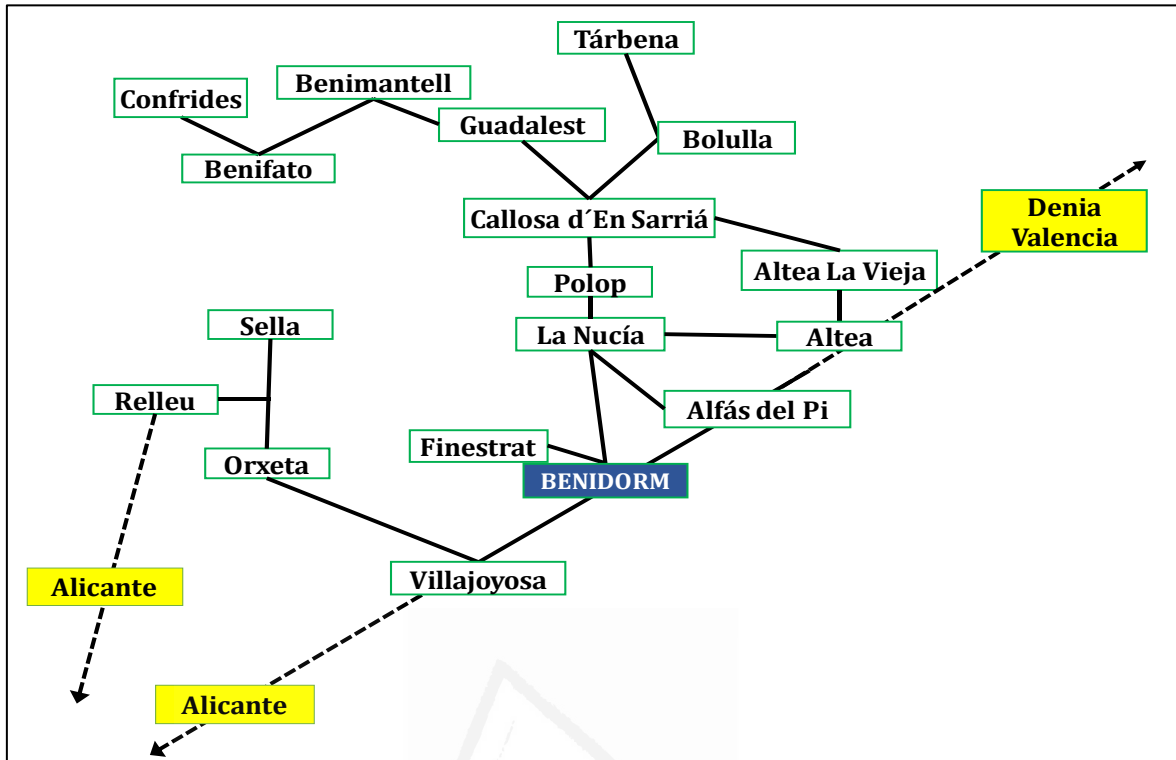 Tárbena
Benimantell
Confrides
Guadalest
Bolulla
Benifato
Callosa d´En Sarriá
Denia
Valencia
Altea La Vieja
Polop
Sella
La Nucía
Altea
Relleu
Alfás del Pi
Finestrat
Orxeta
BENIDORM
Villajoyosa
Alicante
Alicante